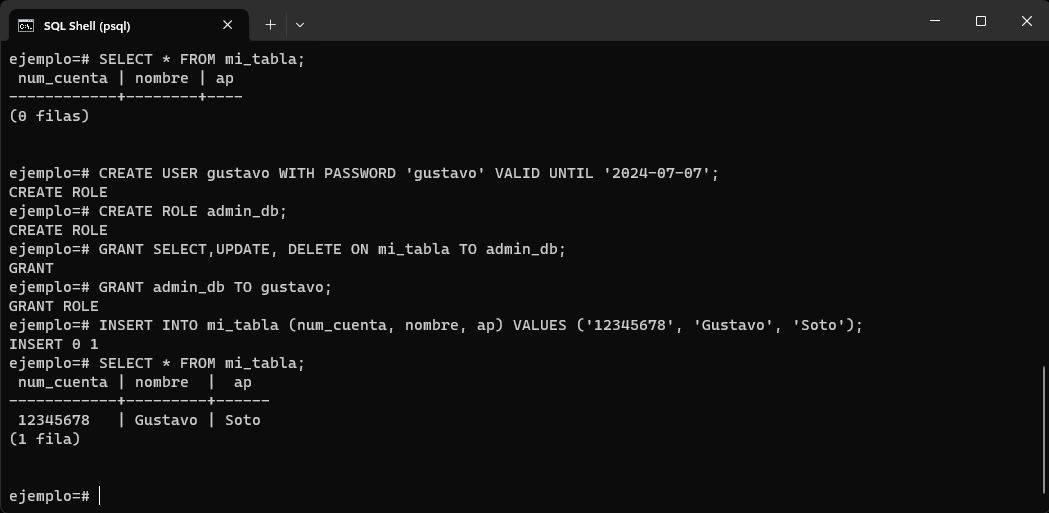 SQL Shell (psql)
ejemplo=# SELECT * FROM mi_tabla;
 num_cuenta | nombre | ap
------------+--------+----
(0 filas)
ejemplo=# CREATE USER gustavo WITH PASSWORD 'gustavo' VALID UNTIL '2024-07-07';
CREATE ROLE
ejemplo=# CREATE ROLE admin_db;
CREATE ROLE
ejemplo=# GRANT SELECT,UPDATE, DELETE ON mi_tabla TO admin_db;
GRANT
ejemplo=# GRANT admin_db TO gustavo;
GRANT ROLE
ejemplo=# INSERT INTO mi_tabla (num_cuenta, nombre, ap) VALUES ('12345678', 'Gustavo', 'Soto');
INSERT 0 1
ejemplo=# SELECT * FROM mi_tabla;
 num_cuenta | nombre  |  ap
------------+---------+------
 12345678   | Gustavo | Soto
(1 fila)
ejemplo=#